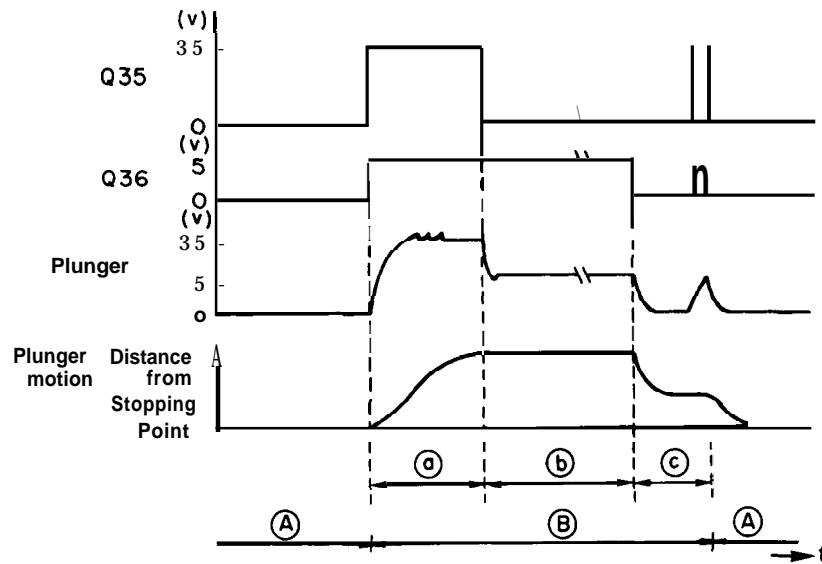 (v)
35
Q35
0
(v)
5
Q36
0
(v)
35
Plunger
5
0
Plunger motion
Distance from Stopping Point
a
b
c
A
B
A
t